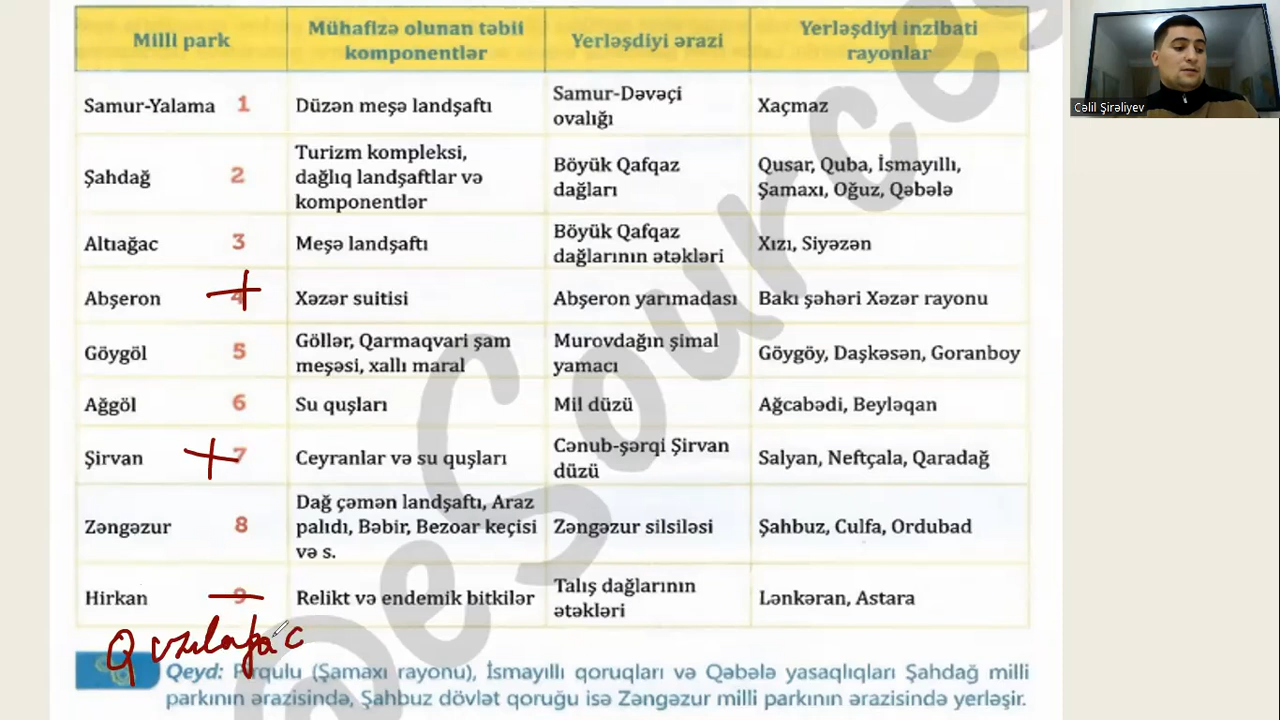 Milli park
Mühafizə olunan təbii
komponentlər
Yerləşdiyi ərazi
Yerləşdiyi inzibati
rayonlar
Samur-Yalama 1
Düzən meşə landşaftı
Samur-Dəvəçi
ovalığı
Xaçmaz
Şahdağ 2
Turizm kompleksi,
dağlıq landşaftlar və
komponentlər
Böyük Qafqaz
dağları
Qusar, Quba, İsmayıllı,
Şamaxı, Oğuz, Qəbələ
Altıağac 3
Meşə landşaftı
Böyük Qafqaz
dağlarının ətəkləri
Xızı, Siyəzən
Abşeron 4
Xəzər suitisi
Abşeron yarımadası
Bakı şəhəri Xəzər rayonu
Göygöl 5
Göllər, Qarmaqvari şam
meşəsi, xallı maral
Murovdağın şimal
yamacı
Göygöy, Daşkəsən, Goranboy
Ağgöl 6
Su quşları
Mil düzü
Ağcabədi, Beyləqan
Şirvan 7
Ceyranlar və su quşları
Cənub-şərqi Şirvan
düzü
Salyan, Neftçala, Qaradağ
Zəngəzur 8
Dağ çəmən landşaftı, Araz
palıdı, Bəbir, Bezoar keçisi
və s.
Zəngəzur silsiləsi
Şahbuz, Culfa, Ordubad
Hirkan 9
Relikt və endemik bitkilər
Talış dağlarının
ətəkləri
Lənkəran, Astara
Qızılağac
Qeyd: Pirqulu (Şamaxı rayonu), İsmayıllı qoruqları və Qəbələ yasaqlıqları Şahdağ milli
parkının ərazisində, Şahbuz dövlət qoruğu isə Zəngəzur milli parkının ərazisində yerləşir.
Cəlil Şirəliyev